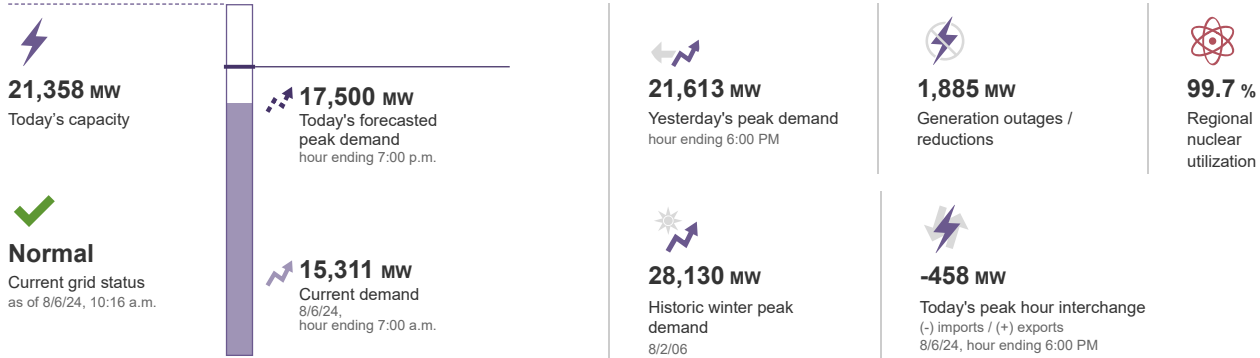 21,358 MW
Today's capacity
Normal
Current grid status
as of 8/6/24, 10:16 a.m.
17,500 MW
Today's forecasted
peak demand
hour ending 7:00 p.m.
15,311 MW
Current demand
8/6/24,
hour ending 7:00 a.m.
21,613 MW
Yesterday's peak demand
hour ending 6:00 PM
1,885 MW
Generation outages /
reductions
99.7 %
Regional
nuclear
utilization
28,130 MW
Historic winter peak
demand
8/2/06
-458 MW
Today's peak hour interchange
(-) imports / (+) exports
8/6/24, hour ending 6:00 PM